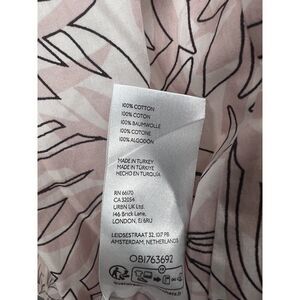 100% COTTON
100% COTON
100% BAUMWOLLE
100% COTONE
100% ALGODÓN
MADE IN TURKEY
MADE IN TÜRKIYE
HECHO EN TURQUÍA
RN 66170
CA 32054
URBN UK Ltd.
146 Brick Lane,
LONDON, E1 6RU
LEIDSESTRAAT 32, 1017 PB
AMSTERDAM, NETHERLANDS
OB1763692